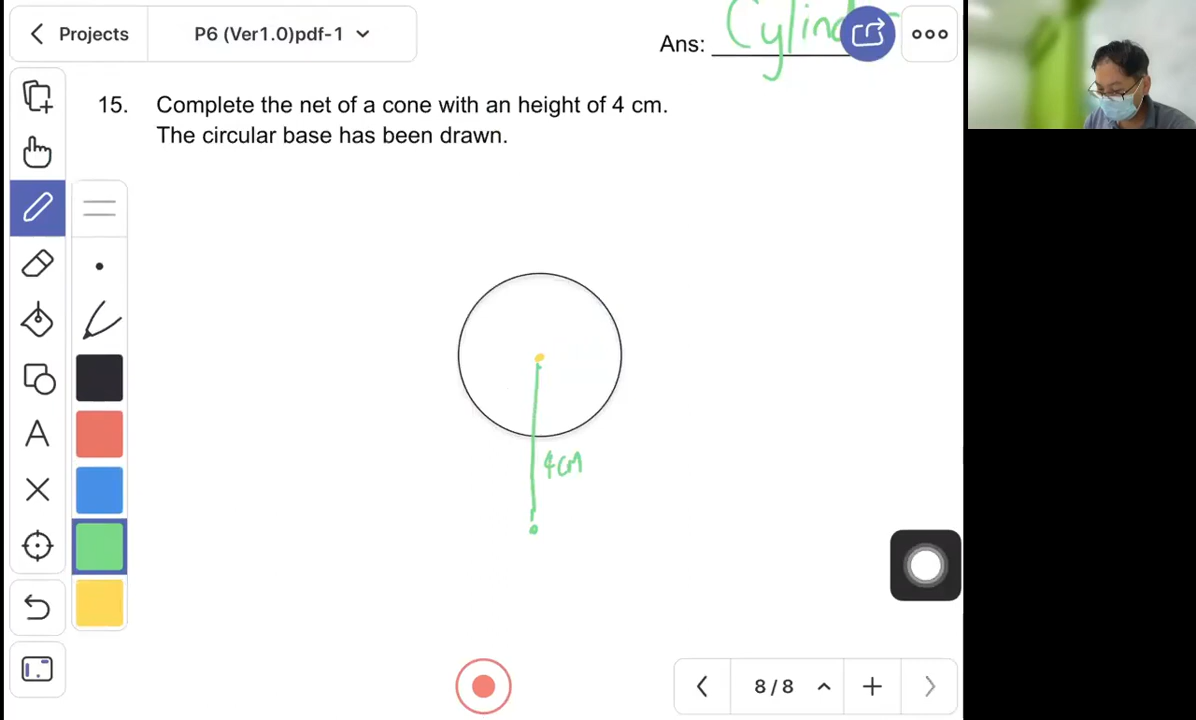 Projects
P6 (Ver1.0)pdf-1
Ans:
15. Complete the net of a cone with an height of 4 cm.
The circular base has been drawn.
4cm
A
8 / 8